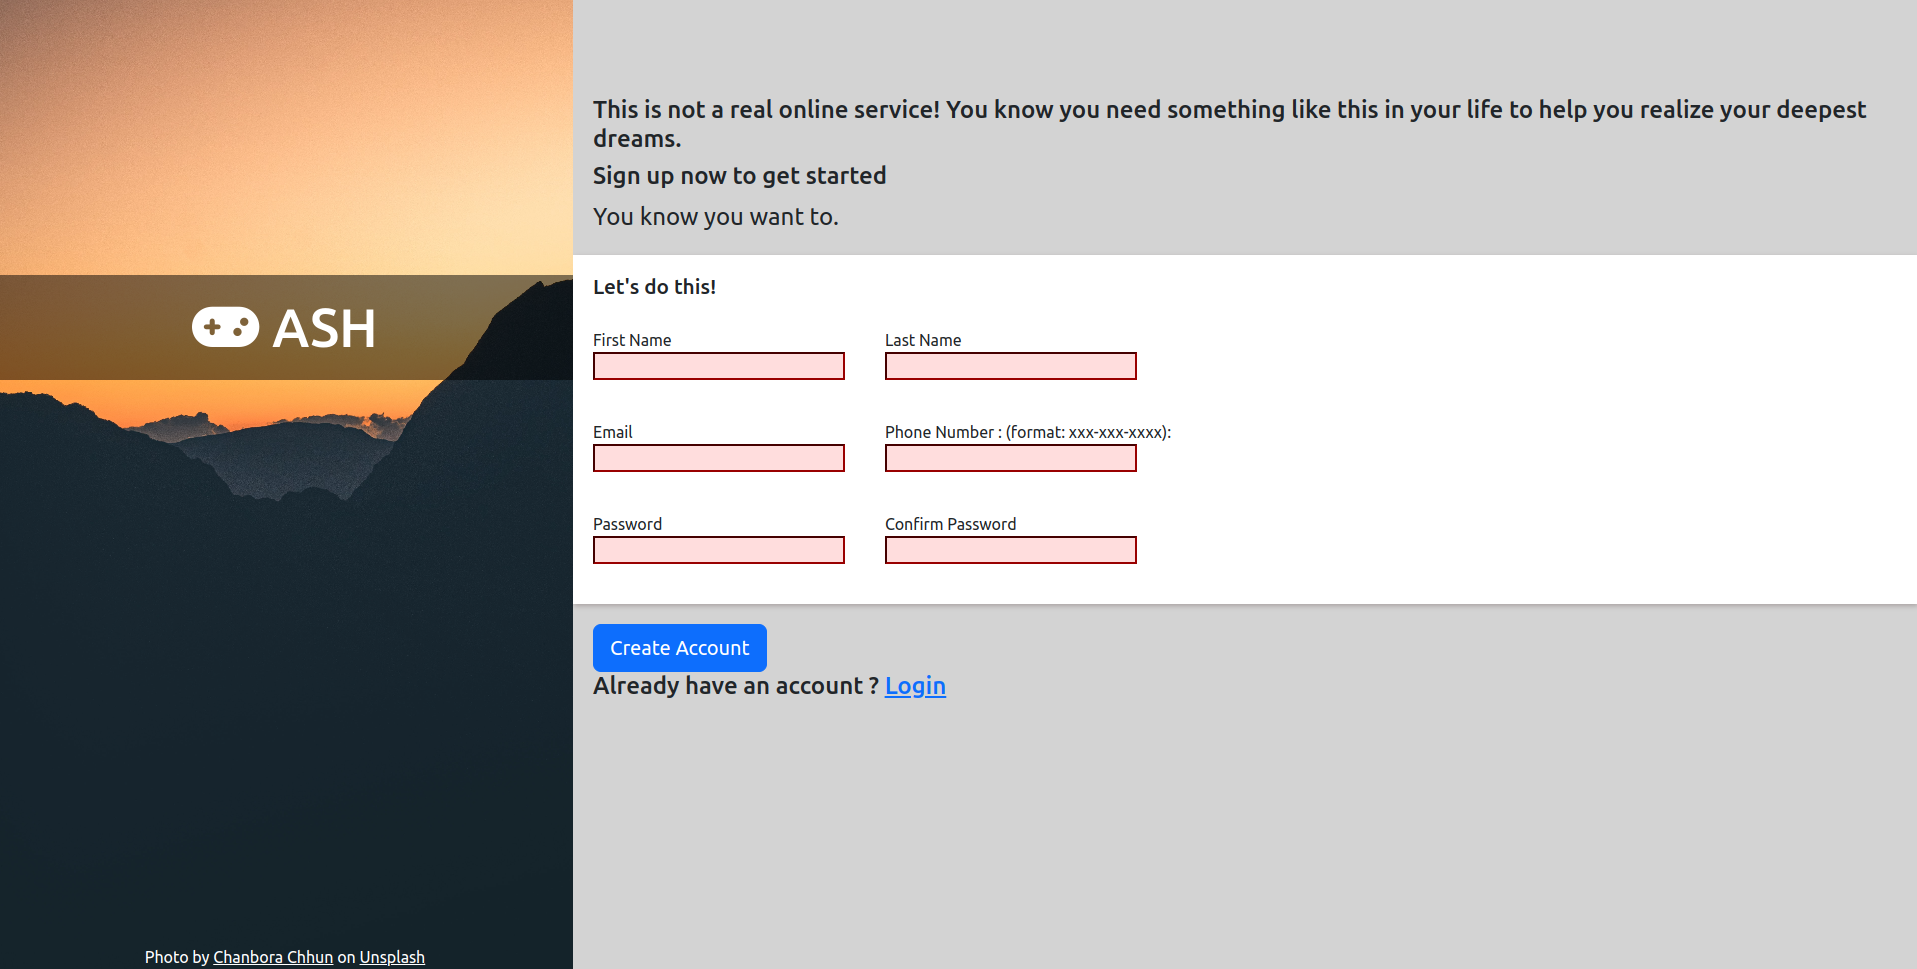 ASH
Photo by Chanbora Chhun on Unsplash
This is not a real online service! You know you need something like this in your life to help you realize your deepest
dreams.
Sign up now to get started
You know you want to.
Let's do this!
First Name
Last Name
Email
Phone Number : (format: xxx-xxx-xxxx):
Password
Confirm Password
Create Account
Already have an account ? Login